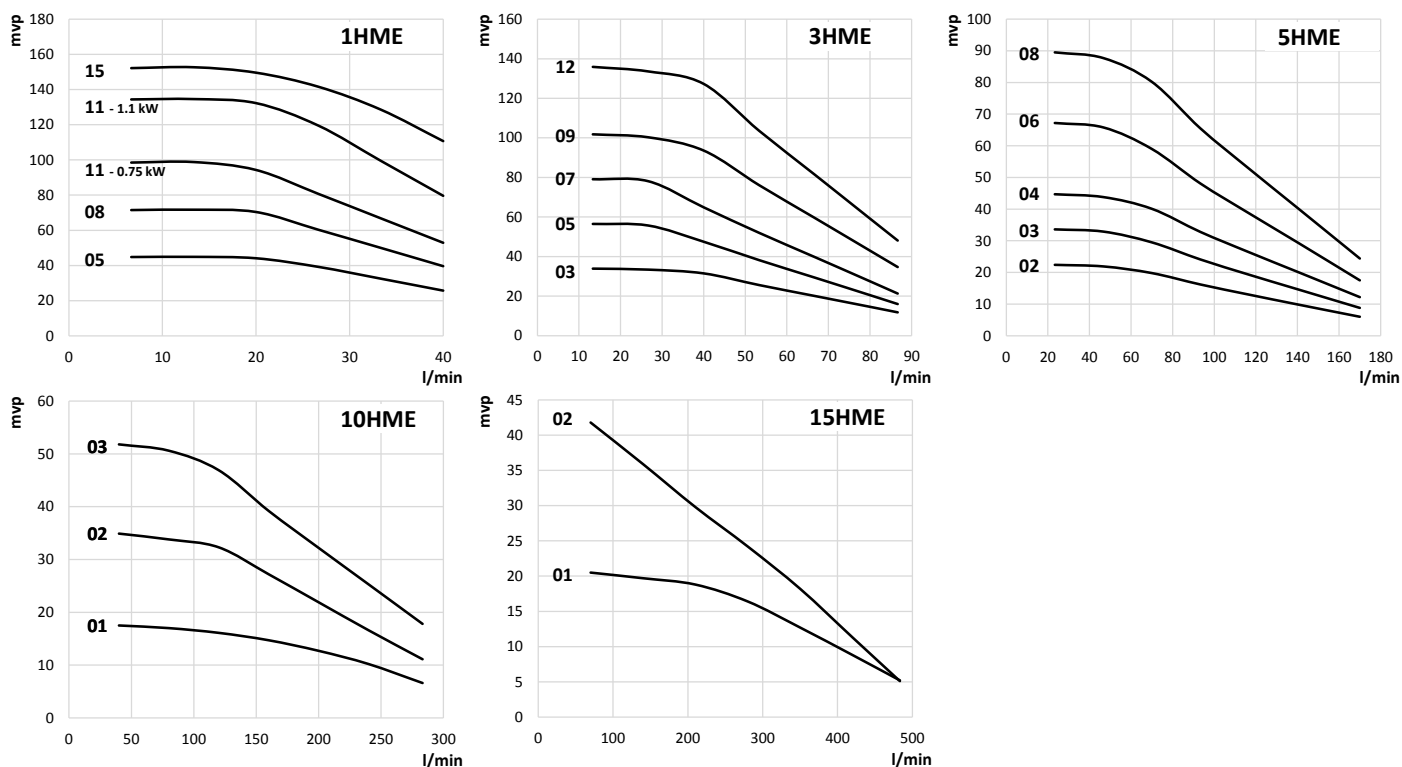 mvp
1HME
180
160
140
120
100
80
60
40
20
0
15
11 - 1.1 kW
11 - 0.75 kW
08
05
0 10 20 30 40
l/min
mvp
3HME
160
140
120
100
80
60
40
20
0
12
09
07
05
03
0 10 20 30 40 50 60 70 80 90
l/min
mvp
5HME
100
90
80
70
60
50
40
30
20
10
0
08
06
04
03
02
0 20 40 60 80 100 120 140 160 180
l/min
mvp
10HME
60
50
40
30
20
10
0
03
02
01
0 50 100 150 200 250 300
l/min
mvp
15HME
45
40
35
30
25
20
15
10
5
0
02
01
0 100 200 300 400 500
l/min